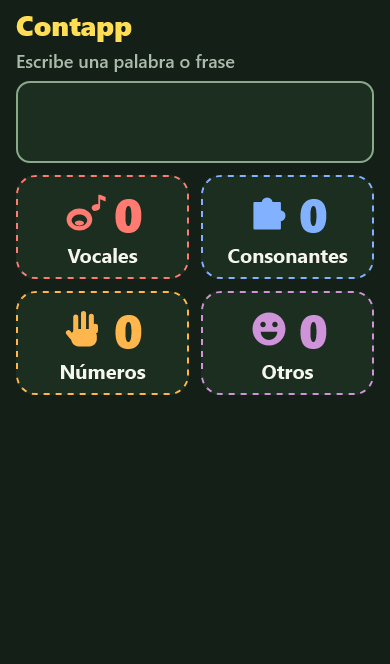 Contapp
Escribe una palabra o frase
0
Vocales
0
Consonantes
0
Números
0
Otros